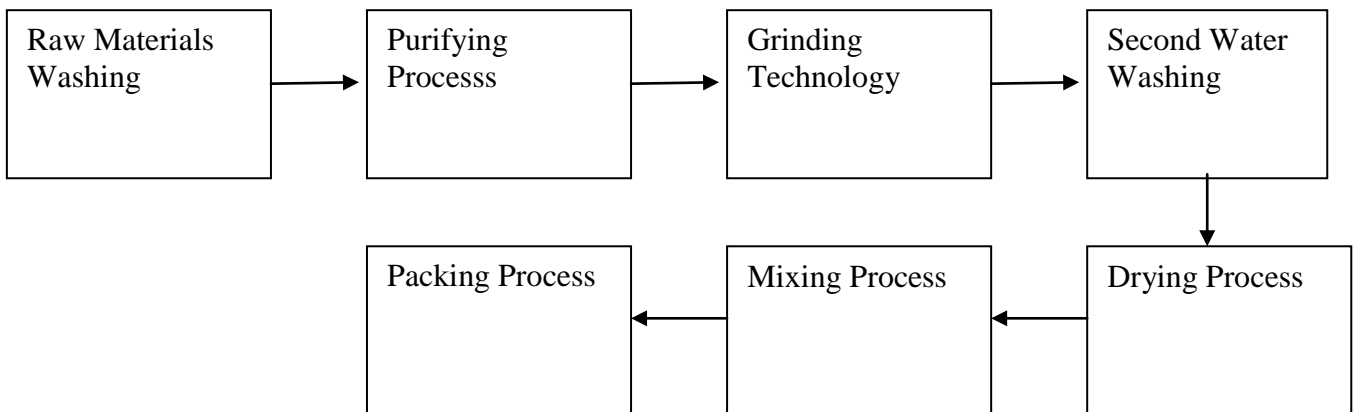 Raw Materials
Washing
Purifying
Processs
Grinding
Technology
Second Water
Washing
Drying Process
Mixing Process
Packing Process